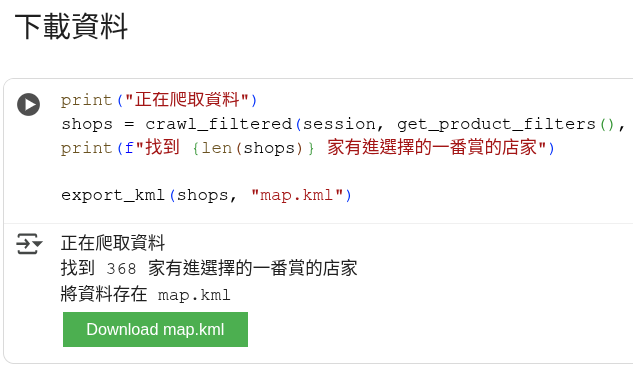 下載資料
print("正在爬取資料")
shops = crawl_filtered(session, get_product_filters(),
print(f"找到 {len(shops)} 家有進選擇的一番賞的店家")
export_kml(shops, "map.kml")
正在爬取資料
找到 368 家有進選擇的一番賞的店家
將資料存在 map.kml
Download map.kml